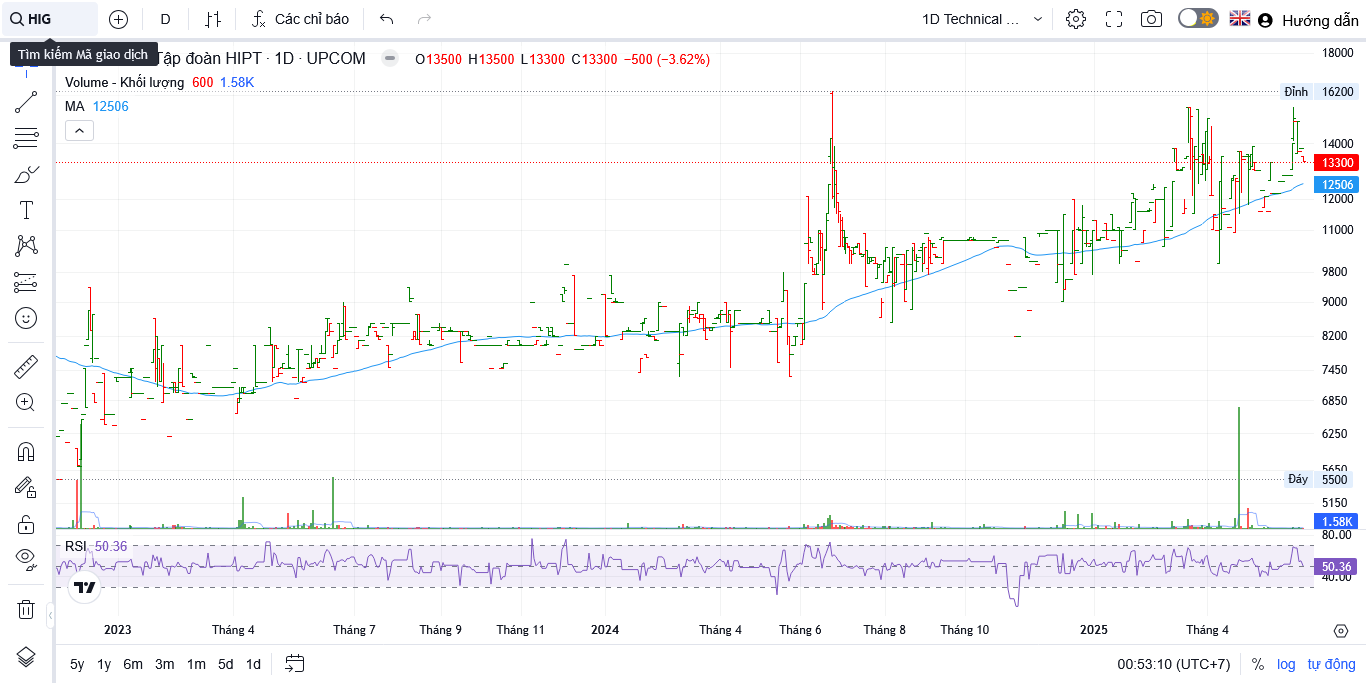 HIG D Các chỉ báo 1D Technical ... Hướng dẫn
Tìm kiếm Mã giao dịch
Tập đoàn HIPT · 1D · UPCOM O13500 H13500 L13300 C13300 −500 (−3.62%)
Volume - Khối lượng 600 1.58K
MA 12506
18000
Đỉnh 16200
14000
13300
12506
12000
11000
9800
9000
8200
7450
6850
6250
5650
Đáy 5500
5150
1.58K
80.00
RSI 50.36
50.36
40.00
2023 Tháng 4 Tháng 7 Tháng 9 Tháng 11 2024 Tháng 4 Tháng 6 Tháng 8 Tháng 10 2025 Tháng 4
5y 1y 6m 3m 1m 5d 1d 00:53:10 (UTC+7) % log tự động